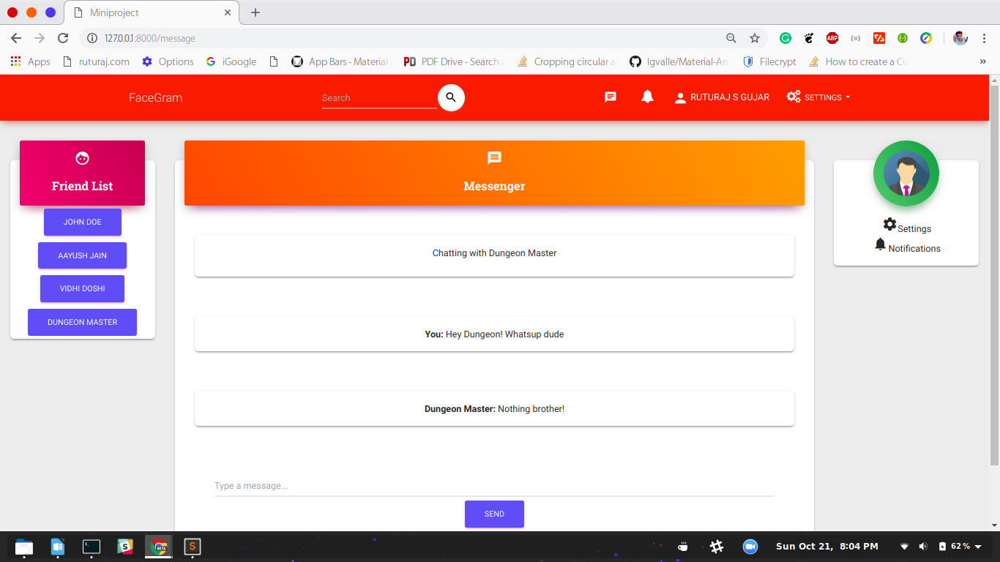 Miniproject
127.0.0.1:8000/message
ABP
Apps
ruturaj.com
Options
iGoogle
App Bars - Material
PDF Drive - Search
Cropping circular a
lgvalle/Material-An
Filecrypt
How to create a Cu
»
FaceGram
Search
RUTURAJ S GUJAR
SETTINGS
Friend List
JOHN DOE
AAYUSH JAIN
VIDHI DOSHI
DUNGEON MASTER
Messenger
Chatting with Dungeon Master
You: Hey Dungeon! Whatsup dude
Dungeon Master: Nothing brother!
Type a message...
SEND
Settings
Notifications
BETA
Sun Oct 21, 8:04 PM
62 %